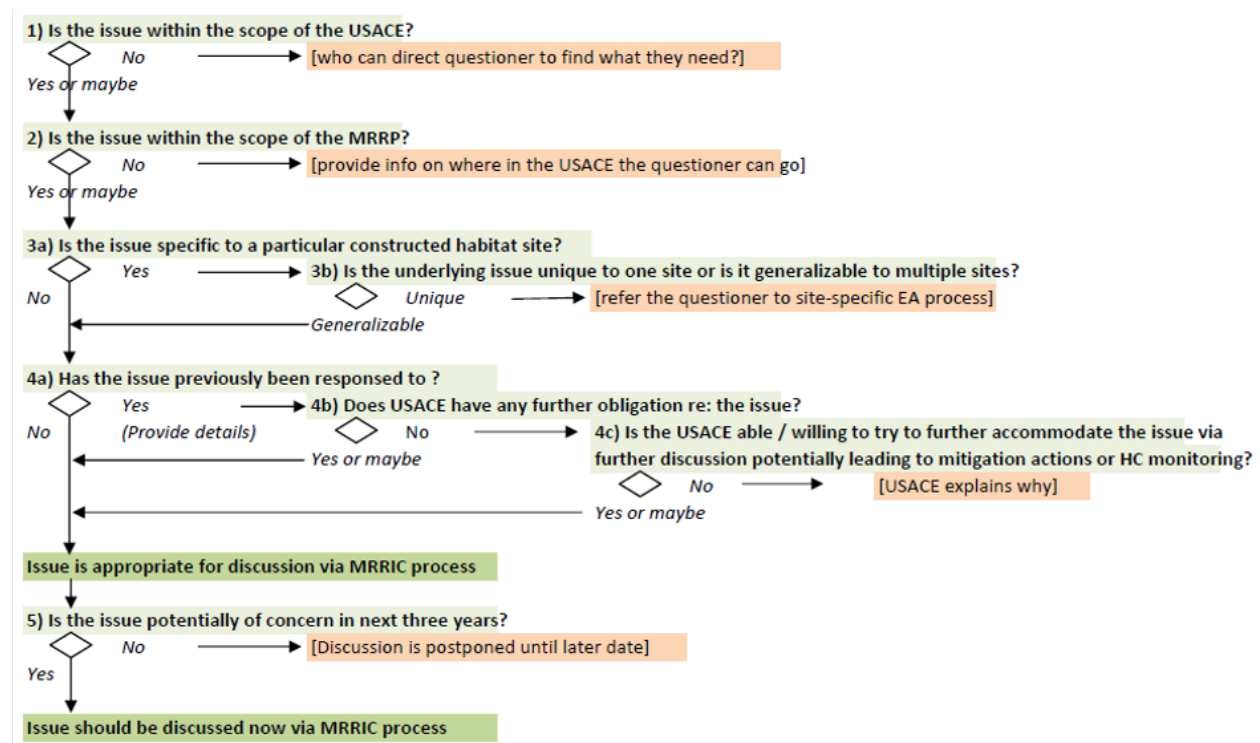 1) Is the issue within the scope of the USACE?
No [who can direct questioner to find what they need?]
Yes or maybe
2) Is the issue within the scope of the MRRP?
No [provide info on where in the USACE the questioner can go]
Yes or maybe
3a) Is the issue specific to a particular constructed habitat site?
Yes 3b) Is the underlying issue unique to one site or is it generalizable to multiple sites?
No Unique [refer the questioner to site-specific EA process]
Generalizable
4a) Has the issue previously been responsed to ?
Yes 4b) Does USACE have any further obligation re: the issue?
No (Provide details) No 4c) Is the USACE able / willing to try to further accommodate the issue via
Yes or maybe further discussion potentially leading to mitigation actions or HC monitoring?
No [USACE explains why]
Yes or maybe
Issue is appropriate for discussion via MRRIC process
5) Is the issue potentially of concern in next three years?
No [Discussion is postponed until later date]
Yes
Issue should be discussed now via MRRIC process